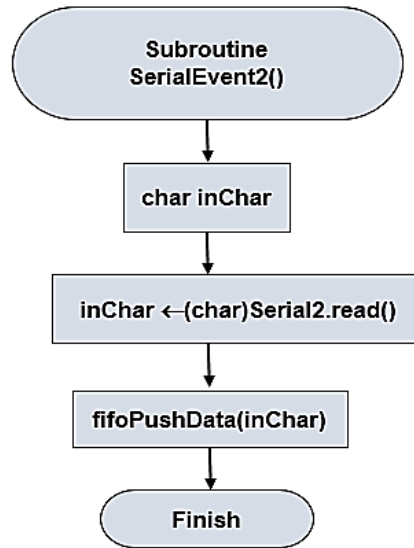 Subroutine
SerialEvent2()
char inChar
inChar ←(char)Serial2.read()
fifoPushData(inChar)
Finish